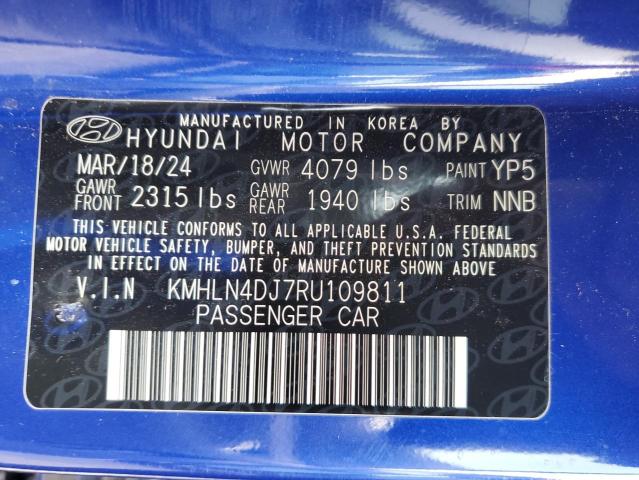 MANUFACTURED IN KOREA BY
HYUNDAI MOTOR COMPANY
MAR/18/24 GVWR 4079 lbs PAINT YP5
GAWR FRONT 2315 lbs GAWR REAR 1940 lbs TRIM NNB
THIS VEHICLE CONFORMS TO ALL APPLICABLE U.S.A. FEDERAL
MOTOR VEHICLE SAFETY, BUMPER, AND THEFT PREVENTION STANDARDS
IN EFFECT ON THE DATE OF MANUFACTURE SHOWN ABOVE.
V.I.N KMHLN4DJ7RU109811
PASSENGER CAR